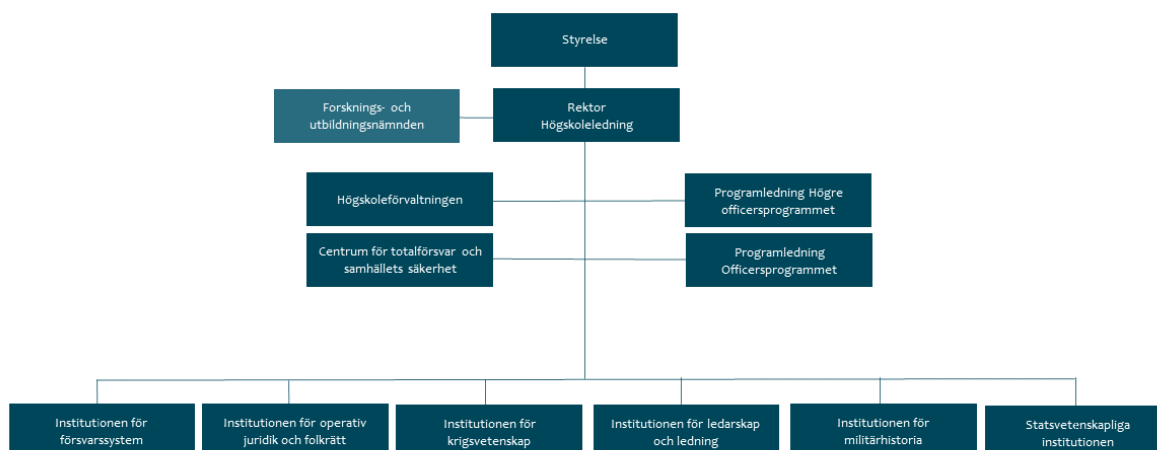 Styrelse
Forsknings- och
utbildningsnämnden
Rektor
Högskoleledning
Högskoleförvaltningen
Programledning Högre
officersprogrammet
Centrum för totalförsvar och
samhällets säkerhet
Programledning
Officersprogrammet
Institutionen för
försvarssystem
Institutionen för operativ
juridik och folkrätt
Institutionen för
krigsvetenskap
Institutionen för ledarskap
och ledning
Institutionen för
militärhistoria
Statsvetenskapliga
institutionen